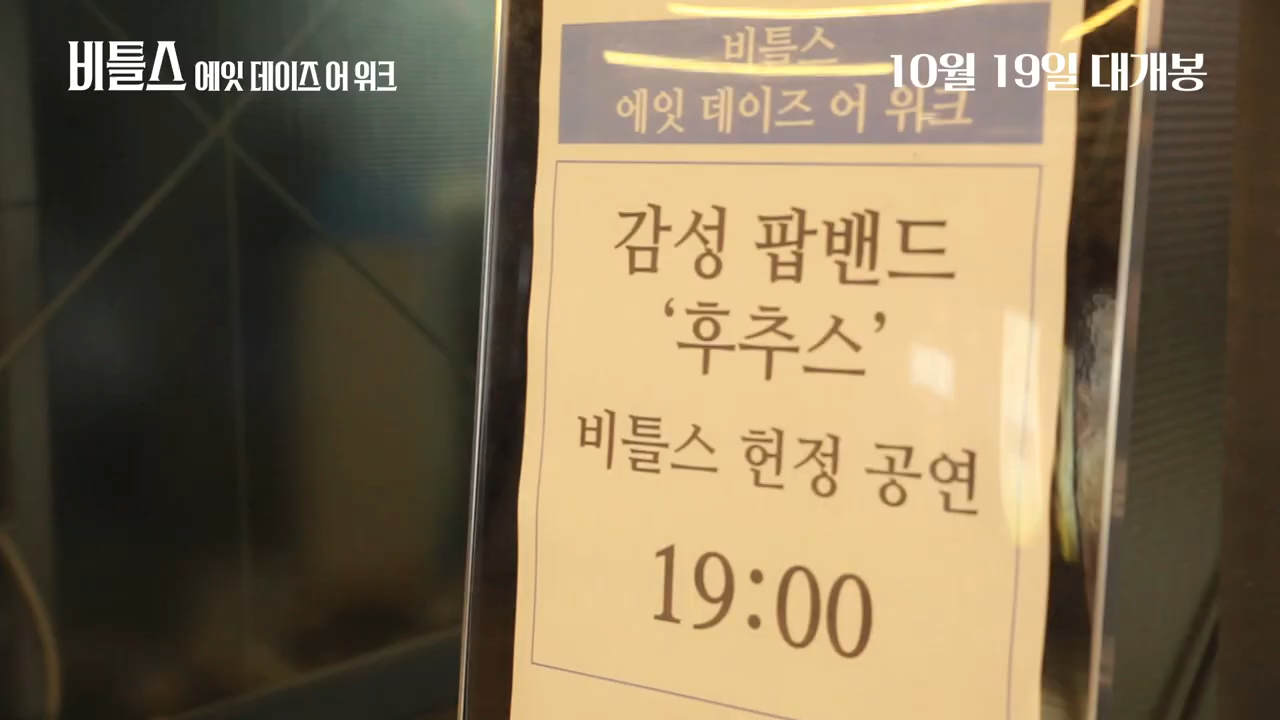 비틀스 에잇 데이즈 어 위크
10월 19일 대개봉
비틀스
에잇 데이즈 어 위크
감성 팝밴드
‘후추스’
비틀스 헌정 공연
19:00